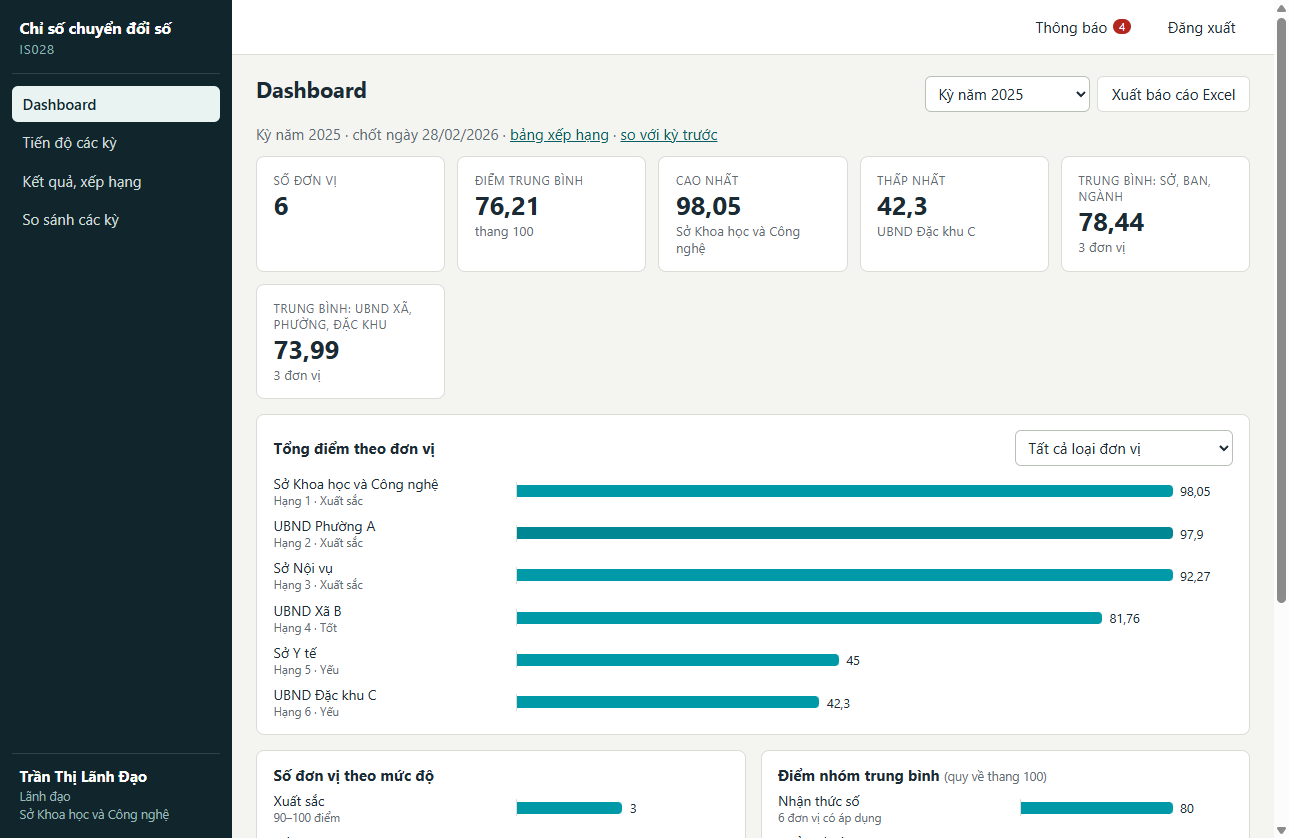 Chỉ số chuyển đổi số
IS028
Dashboard
Tiến độ các kỳ
Kết quả, xếp hạng
So sánh các kỳ
Trần Thị Lãnh Đạo
Lãnh đạo
Sở Khoa học và Công nghệ
Thông báo 4
Đăng xuất
Dashboard
Kỳ năm 2025
Xuất báo cáo Excel
Kỳ năm 2025 · chốt ngày 28/02/2026 · bảng xếp hạng · so với kỳ trước
SỐ ĐƠN VỊ
6
ĐIỂM TRUNG BÌNH
76,21
thang 100
CAO NHẤT
98,05
Sở Khoa học và Công
nghệ
THẤP NHẤT
42,3
UBND Đặc khu C
TRUNG BÌNH: SỞ, BAN,
NGÀNH
78,44
3 đơn vị
TRUNG BÌNH: UBND XÃ,
PHƯỜNG, ĐẶC KHU
73,99
3 đơn vị
Tổng điểm theo đơn vị
Tất cả loại đơn vị
Sở Khoa học và Công nghệ
Hạng 1 · Xuất sắc
98,05
UBND Phường A
Hạng 2 · Xuất sắc
97,9
Sở Nội vụ
Hạng 3 · Xuất sắc
92,27
UBND Xã B
Hạng 4 · Tốt
81,76
Sở Y tế
Hạng 5 · Yếu
45
UBND Đặc khu C
Hạng 6 · Yếu
42,3
Số đơn vị theo mức độ
Xuất sắc
90–100 điểm
3
Điểm nhóm trung bình (quy về thang 100)
Nhận thức số
6 đơn vị có áp dụng
80